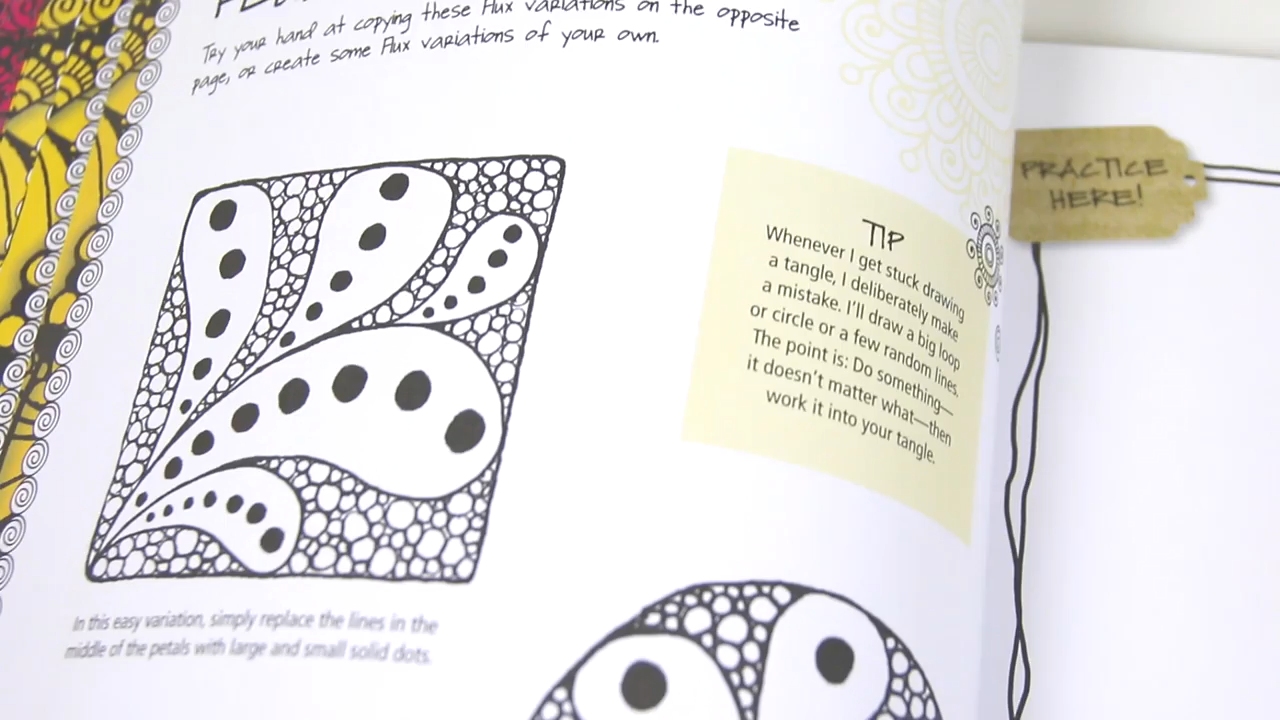 Try your hand at copying these Flux variations on the opposite
page, or create some Flux variations of your own.
PRACTICE
HERE!
TIP
Whenever I get stuck drawing
a tangle, I deliberately make
a mistake. I'll draw a big loop
or circle or a few random lines.
The point is: Do something—
it doesn't matter what—then
work it into your tangle.
In this easy variation, simply replace the lines in the
middle of the petals with large and small solid dots.